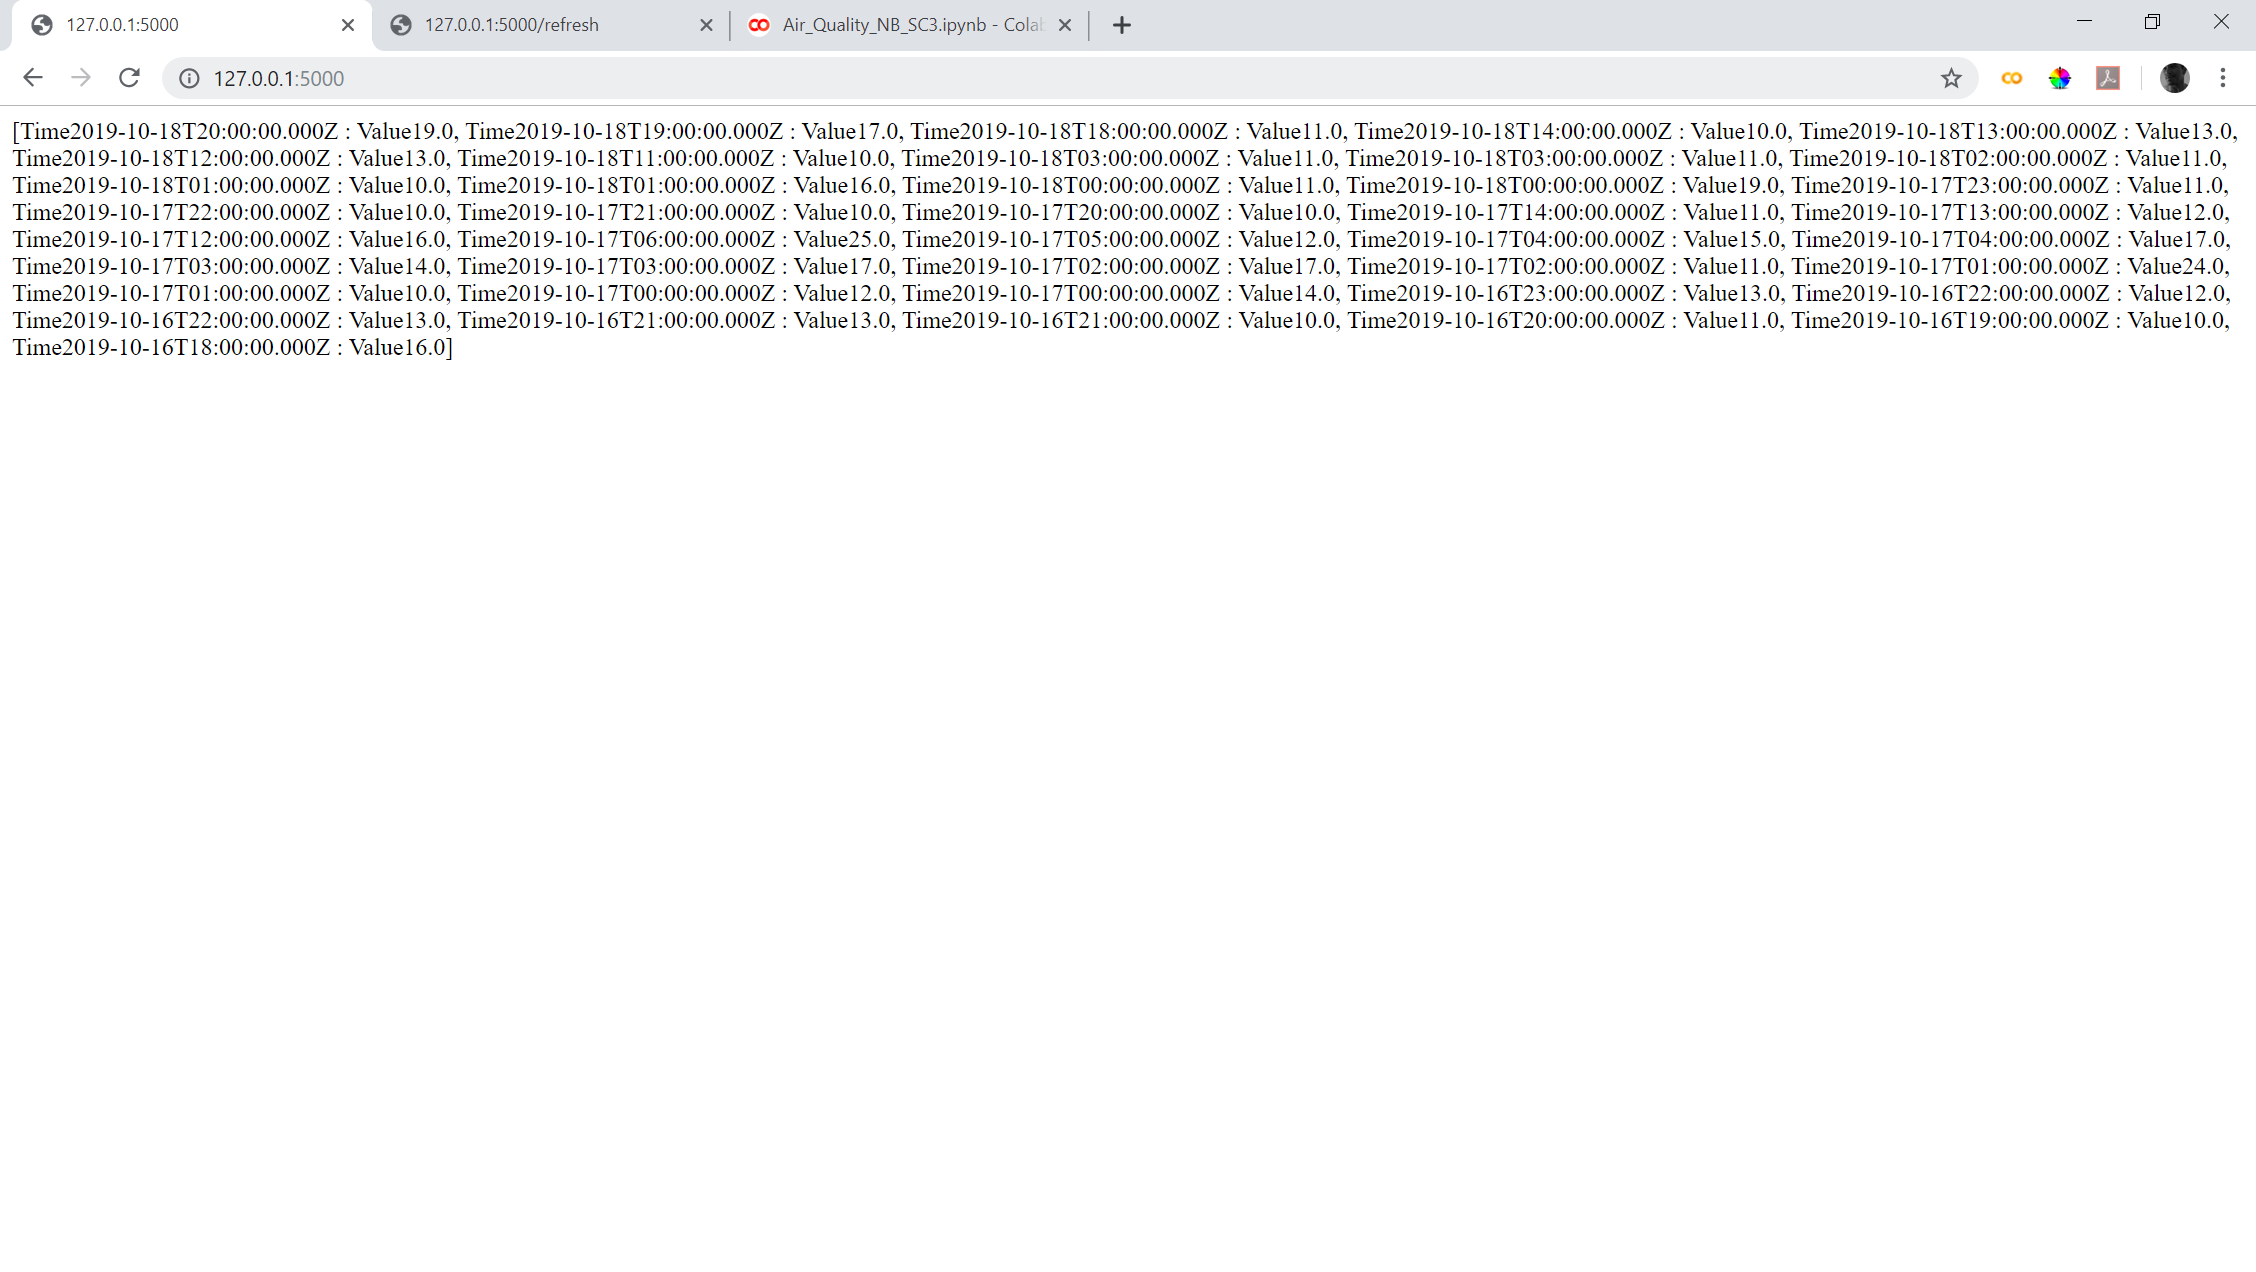 127.0.0.1:5000
127.0.0.1:5000/refresh
Air_Quality_NB_SC3.ipynb - Colab
127.0.0.1:5000
[Time2019-10-18T20:00:00.000Z : Value19.0, Time2019-10-18T19:00:00.000Z : Value17.0, Time2019-10-18T18:00:00.000Z : Value11.0, Time2019-10-18T14:00:00.000Z : Value10.0, Time2019-10-18T13:00:00.000Z : Value13.0,
Time2019-10-18T12:00:00.000Z : Value13.0, Time2019-10-18T11:00:00.000Z : Value10.0, Time2019-10-18T03:00:00.000Z : Value11.0, Time2019-10-18T03:00:00.000Z : Value11.0, Time2019-10-18T02:00:00.000Z : Value11.0,
Time2019-10-18T01:00:00.000Z : Value10.0, Time2019-10-18T01:00:00.000Z : Value16.0, Time2019-10-18T00:00:00.000Z : Value11.0, Time2019-10-18T00:00:00.000Z : Value19.0, Time2019-10-17T23:00:00.000Z : Value11.0,
Time2019-10-17T22:00:00.000Z : Value10.0, Time2019-10-17T21:00:00.000Z : Value10.0, Time2019-10-17T20:00:00.000Z : Value10.0, Time2019-10-17T14:00:00.000Z : Value11.0, Time2019-10-17T13:00:00.000Z : Value12.0,
Time2019-10-17T12:00:00.000Z : Value16.0, Time2019-10-17T06:00:00.000Z : Value25.0, Time2019-10-17T05:00:00.000Z : Value12.0, Time2019-10-17T04:00:00.000Z : Value15.0, Time2019-10-17T04:00:00.000Z : Value17.0,
Time2019-10-17T03:00:00.000Z : Value14.0, Time2019-10-17T03:00:00.000Z : Value17.0, Time2019-10-17T02:00:00.000Z : Value17.0, Time2019-10-17T02:00:00.000Z : Value11.0, Time2019-10-17T01:00:00.000Z : Value24.0,
Time2019-10-17T01:00:00.000Z : Value10.0, Time2019-10-17T00:00:00.000Z : Value12.0, Time2019-10-17T00:00:00.000Z : Value14.0, Time2019-10-16T23:00:00.000Z : Value13.0, Time2019-10-16T22:00:00.000Z : Value12.0,
Time2019-10-16T22:00:00.000Z : Value13.0, Time2019-10-16T21:00:00.000Z : Value13.0, Time2019-10-16T21:00:00.000Z : Value10.0, Time2019-10-16T20:00:00.000Z : Value11.0, Time2019-10-16T19:00:00.000Z : Value10.0,
Time2019-10-16T18:00:00.000Z : Value16.0]